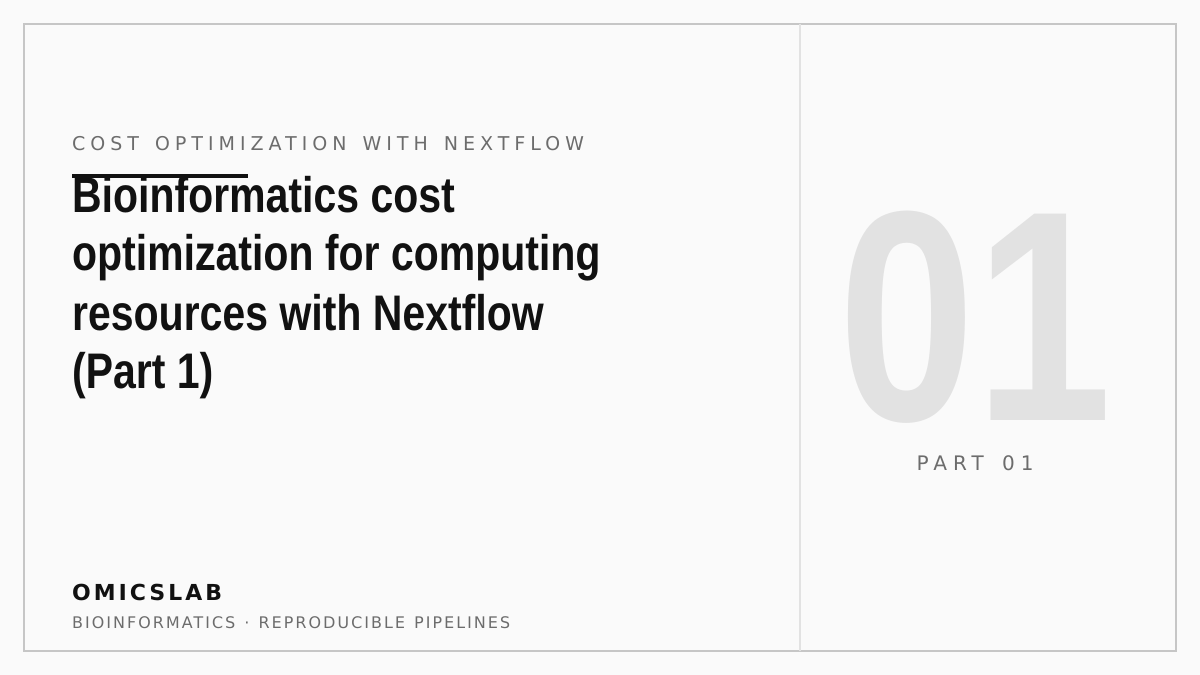 COST OPTIMIZATION WITH NEXTFLOW
Bioinformatics cost
optimization for computing
resources with Nextflow
(Part 1)
01
PART 01
OMICSLAB
BIOINFORMATICS · REPRODUCIBLE PIPELINES